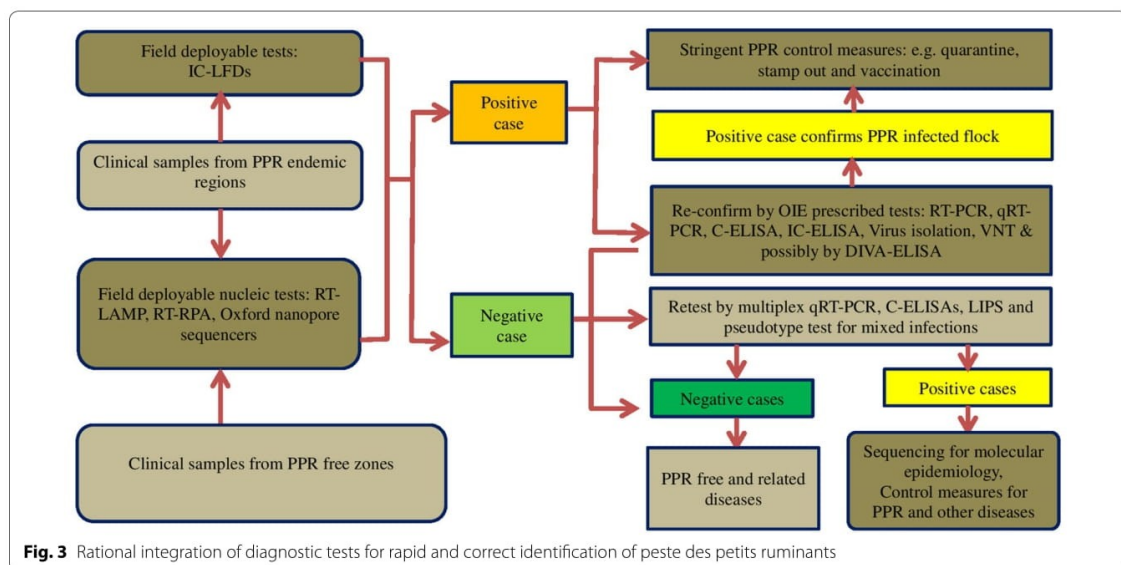 Field deployable tests:
IC-LFDs
Clinical samples from PPR endemic
regions
Field deployable nucleic tests: RT-
LAMP, RT-RPA, Oxford nanopore
sequencers
Clinical samples from PPR free zones
Positive
case
Negative
case
Stringent PPR control measures: e.g. quarantine,
stamp out and vaccination
Positive case confirms PPR infected flock
Re-confirm by OIE prescribed tests: RT-PCR, qRT-
PCR, C-ELISA, IC-ELISA, Virus isolation, VNT &
possibly by DIVA-ELISA
Retest by multiplex qRT-PCR, C-ELISAs, LIPS and
pseudotype test for mixed infections
Negative cases
Positive cases
PPR free and related
diseases
Sequencing for molecular
epidemiology,
Control measures for
PPR and other diseases
Fig. 3 Rational integration of diagnostic tests for rapid and correct identification of peste des petits ruminants